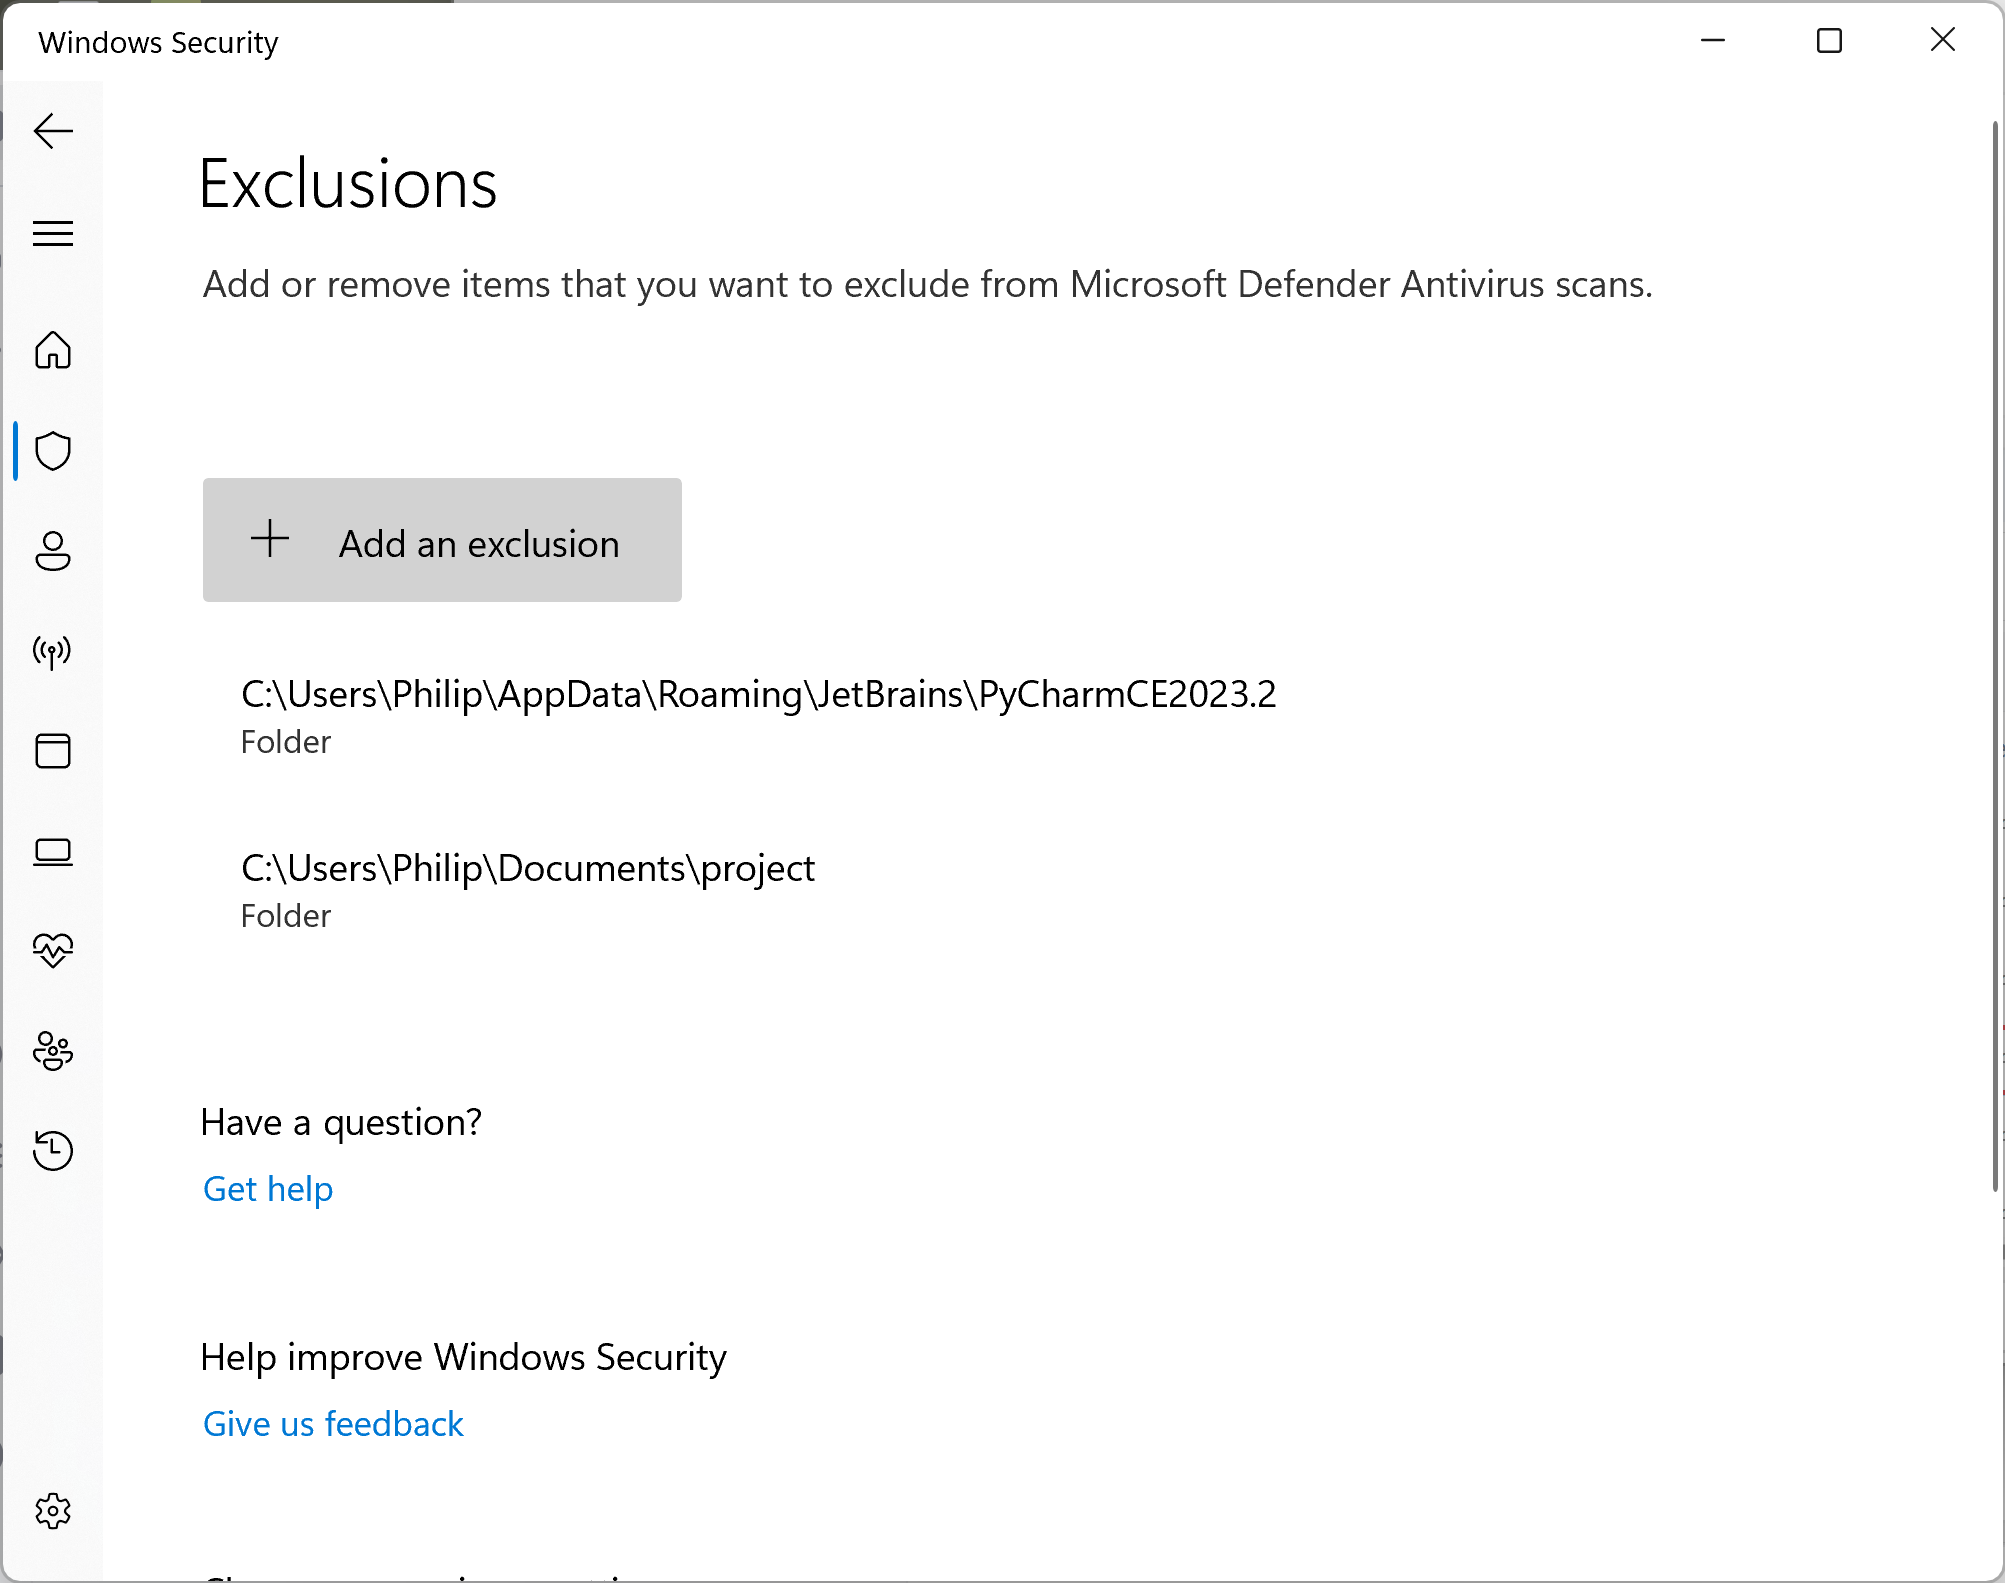 Windows Security
Exclusions
Add or remove items that you want to exclude from Microsoft Defender Antivirus scans.
Add an exclusion
C:\Users\Philip\AppData\Roaming\JetBrains\PyCharmCE2023.2
Folder
C:\Users\Philip\Documents\project
Folder
Have a question?
Get help
Help improve Windows Security
Give us feedback